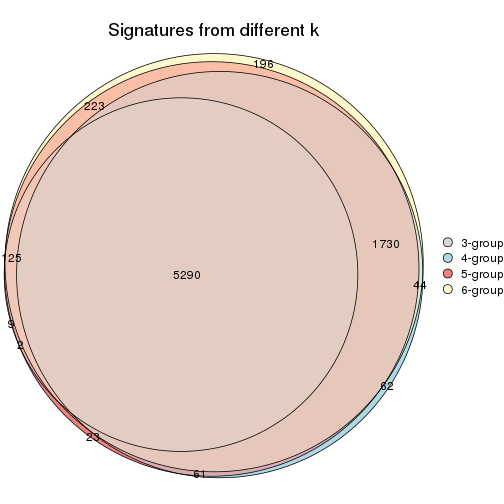 Signatures from different k
196
223
1730
125
5290
44
9
2
62
23
61
3-group
4-group
5-group
6-group